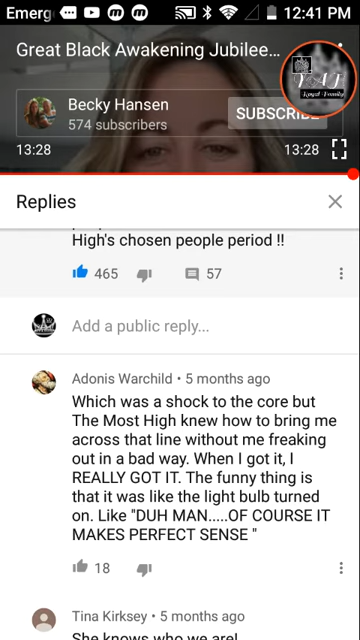 Emerg
12:41 PM
Great Black Awakening Jubilee...
Becky Hansen
574 subscribers
SUBSCRIBE
Royal Family
13:28
13:28
Replies
High's chosen people period !!
465
57
Add a public reply...
Adonis Warchild • 5 months ago
Which was a shock to the core but
The Most High knew how to bring me
across that line without me freaking
out in a bad way. When I got it, I
REALLY GOT IT. The funny thing is
that it was like the light bulb turned
on. Like "DUH MAN.....OF COURSE IT
MAKES PERFECT SENSE "
18
Tina Kirksey • 5 months ago
She knows who we are!